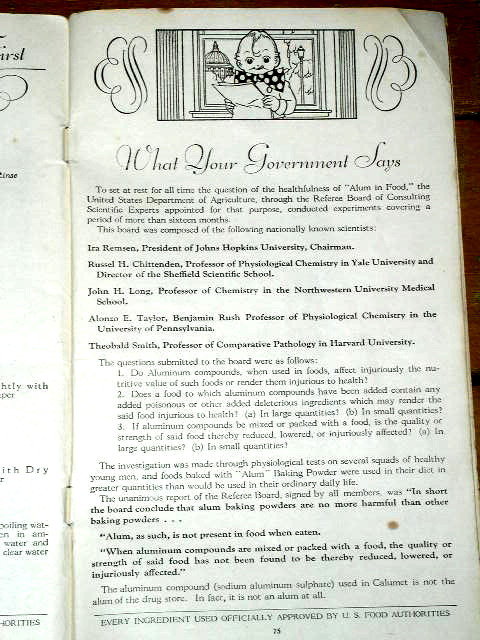 irst
inse
htly with
per
ith Dry
r
oiling wat-
en in am-
water and
clear water
HORITIES
What Your Government Says
To set at rest for all time the question of the healthfulness of "Alum in Food," the
United States Department of Agriculture, through the Referee Board of Consulting
Scientific Experts appointed for that purpose, conducted experiments covering a
period of more than sixteen months.
This board was composed of the following nationally known scientists:
Ira Remsen, President of Johns Hopkins University, Chairman.
Russel H. Chittenden, Professor of Physiological Chemistry in Yale University and
Director of the Sheffield Scientific School.
John H. Long, Professor of Chemistry in the Northwestern University Medical
School.
Alonzo E. Taylor, Benjamin Rush Professor of Physiological Chemistry in the
University of Pennsylvania.
Theobald Smith, Professor of Comparative Pathology in Harvard University.
The questions submitted to the board were as follows:
1. Do Aluminum compounds, when used in foods, affect injuriously the nu-
tritive value of such foods or render them injurious to health?
2. Does a food to which aluminum compounds have been added contain any
added poisonous or other added deleterious ingredients which may render the
said food injurious to health? (a) In large quantities? (b) In small quantities?
3. If aluminum compounds be mixed or packed with a food, is the quality or
strength of said food thereby reduced, lowered, or injuriously affected? (a) In
large quantities? (b) In small quantities?
The investigation was made through physiological tests on several squads of healthy
young men, and foods baked with "Alum" Baking Powder were used in their diet in
greater quantities than would be used in their ordinary daily life.
The unanimous report of the Referee Board, signed by all members, was "In short
the board conclude that alum baking powders are no more harmful than other
baking powders . . .
"Alum, as such, is not present in food when eaten.
"When aluminum compounds are mixed or packed with a food, the quality or
strength of said food has not been found to be thereby reduced, lowered, or
injuriously affected."
The aluminum compound (sodium aluminum sulphate) used in Calumet is not the
alum of the drug store. In fact, it is not an alum at all.
EVERY INGREDIENT USED OFFICIALLY APPROVED BY U. S. FOOD AUTHORITIES
75